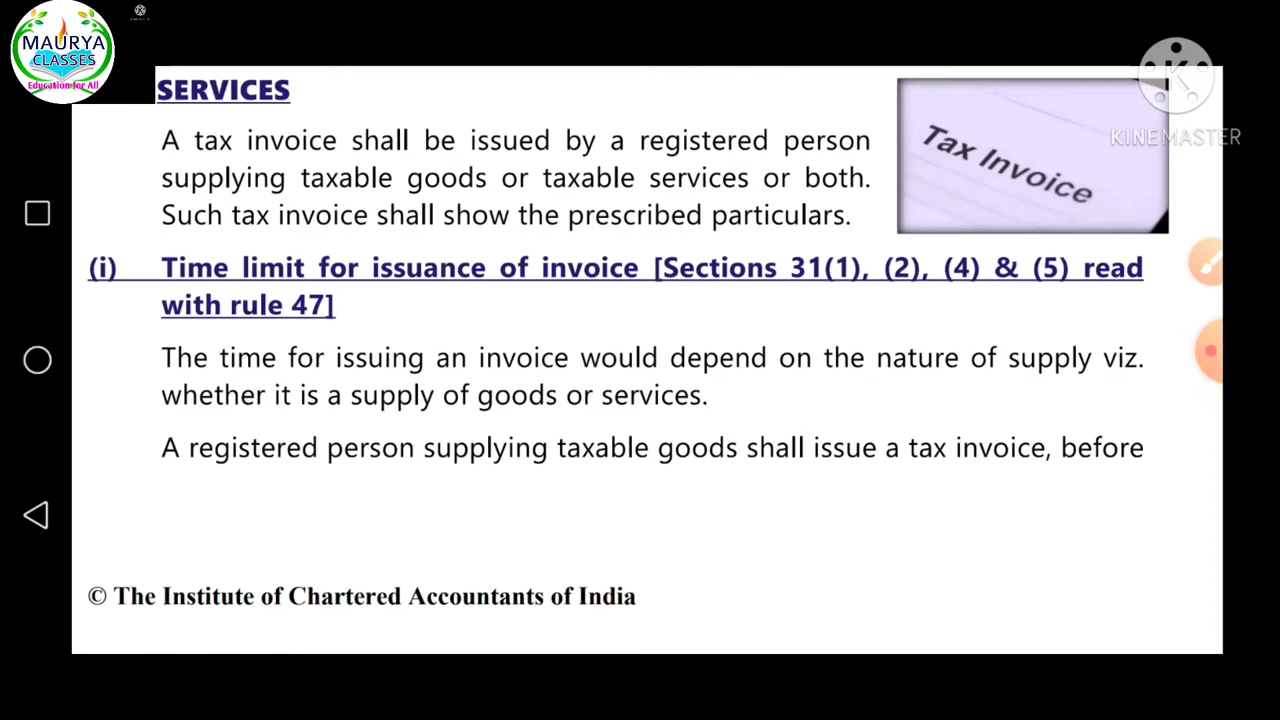 MAURYA
CLASSES
Education for All
SERVICES
A tax invoice shall be issued by a registered person
supplying taxable goods or taxable services or both.
Such tax invoice shall show the prescribed particulars.
Tax Invoice
KINEMASTER
(i) Time limit for issuance of invoice [Sections 31(1), (2), (4) & (5) read
with rule 47]
The time for issuing an invoice would depend on the nature of supply viz.
whether it is a supply of goods or services.
A registered person supplying taxable goods shall issue a tax invoice, before
© The Institute of Chartered Accountants of India